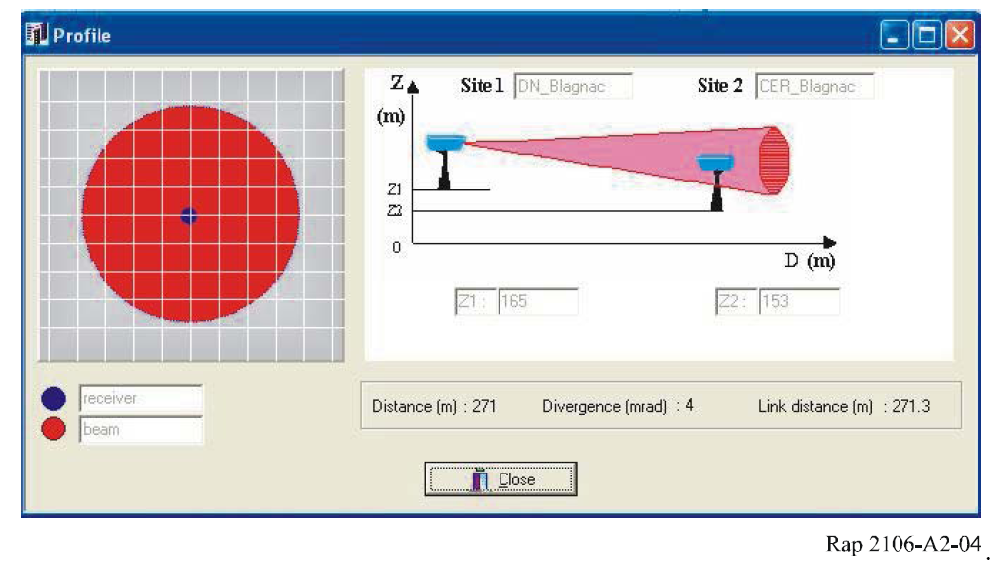 Profile
Z
(m)
Site 1 DN_Blagnac Site 2 CER_Blagnac
Z1
Z2
0
D (m)
Z1 : 165 Z2 : 153
receiver
beam
Distance (m) : 271 Divergence (mrad) : 4 Link distance (m) : 271.3
Close
Rap 2106-A2-04.